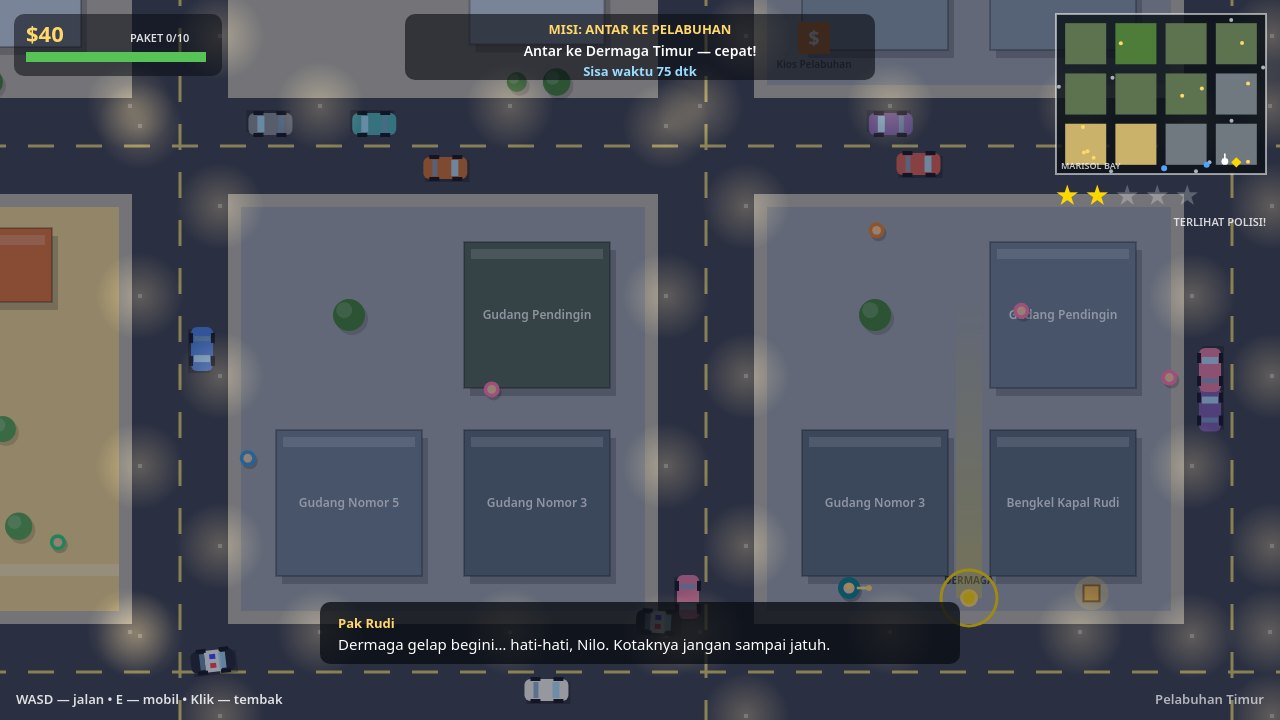 $40
PAKET 0/10
MISI: ANTAR KE PELABUHAN
Antar ke Dermaga Timur — cepat!
Sisa waktu 75 dtk
$
Kios Pelabuhan
MARISOL BAY
TERLIHAT POLISI!
Gudang Pendingin
Gudang Pendingin
Gudang Nomor 5
Gudang Nomor 3
Gudang Nomor 3
Bengkel Kapal Rudi
DERMAGA
Pak Rudi
Dermaga gelap begini... hati-hati, Nilo. Kotaknya jangan sampai jatuh.
WASD — jalan • E — mobil • Klik — tembak
Pelabuhan Timur